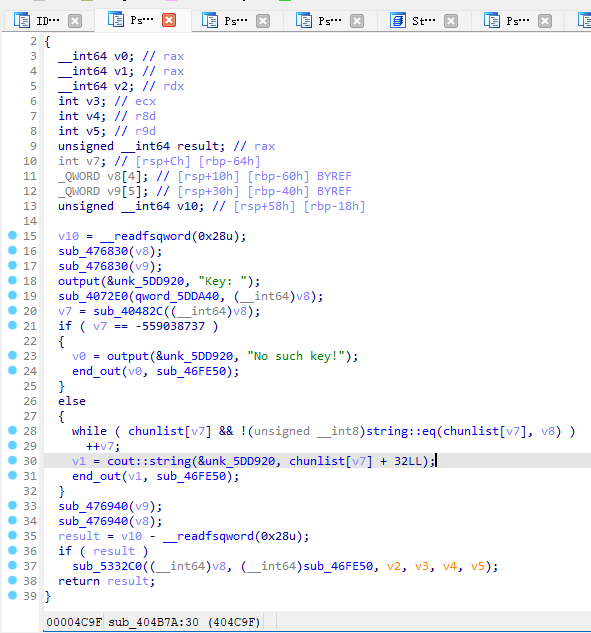 ID··· Ps··· Ps··· Ps··· St··· Ps···
2 {
3 __int64 v0; // rax
4 __int64 v1; // rax
5 __int64 v2; // rdx
6 int v3; // ecx
7 int v4; // r8d
8 int v5; // r9d
9 unsigned __int64 result; // rax
10 int v7; // [rsp+Ch] [rbp-64h]
11 _QWORD v8[4]; // [rsp+10h] [rbp-60h] BYREF
12 _QWORD v9[5]; // [rsp+30h] [rbp-40h] BYREF
13 unsigned __int64 v10; // [rsp+58h] [rbp-18h]
14
15 v10 = __readfsqword(0x28u);
16 sub_476830(v8);
17 sub_476830(v9);
18 output(&unk_5DD920, "Key: ");
19 sub_4072E0(qword_5DDA40, (__int64)v8);
20 v7 = sub_40482C((__int64)v8);
21 if ( v7 == -559038737 )
22 {
23 v0 = output(&unk_5DD920, "No such key!");
24 end_out(v0, sub_46FE50);
25 }
26 else
27 {
28 while ( chunlist[v7] && !(unsigned __int8)string::eq(chunlist[v7], v8) )
29 ++v7;
30 v1 = cout::string(&unk_5DD920, chunlist[v7] + 32LL);
31 end_out(v1, sub_46FE50);
32 }
33 sub_476940(v9);
34 sub_476940(v8);
35 result = v10 - __readfsqword(0x28u);
36 if ( result )
37 sub_5332C0((__int64)v8, (__int64)sub_46FE50, v2, v3, v4, v5);
38 return result;
39 }
00004C9F sub_404B7A:30 (404C9F)